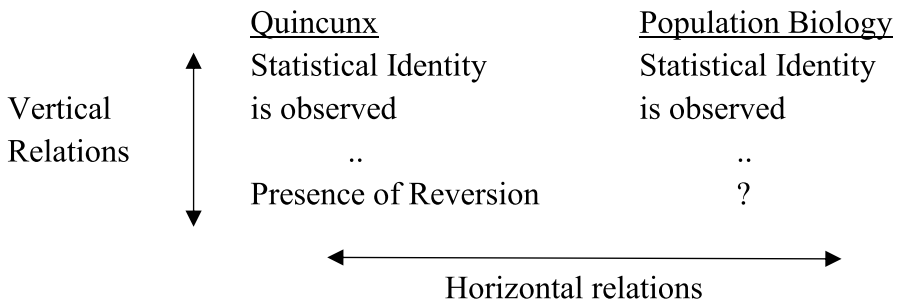 Quincunx Population Biology
Statistical Identity Statistical Identity
Vertical is observed is observed
Relations .. ..
Presence of Reversion ?
Horizontal relations